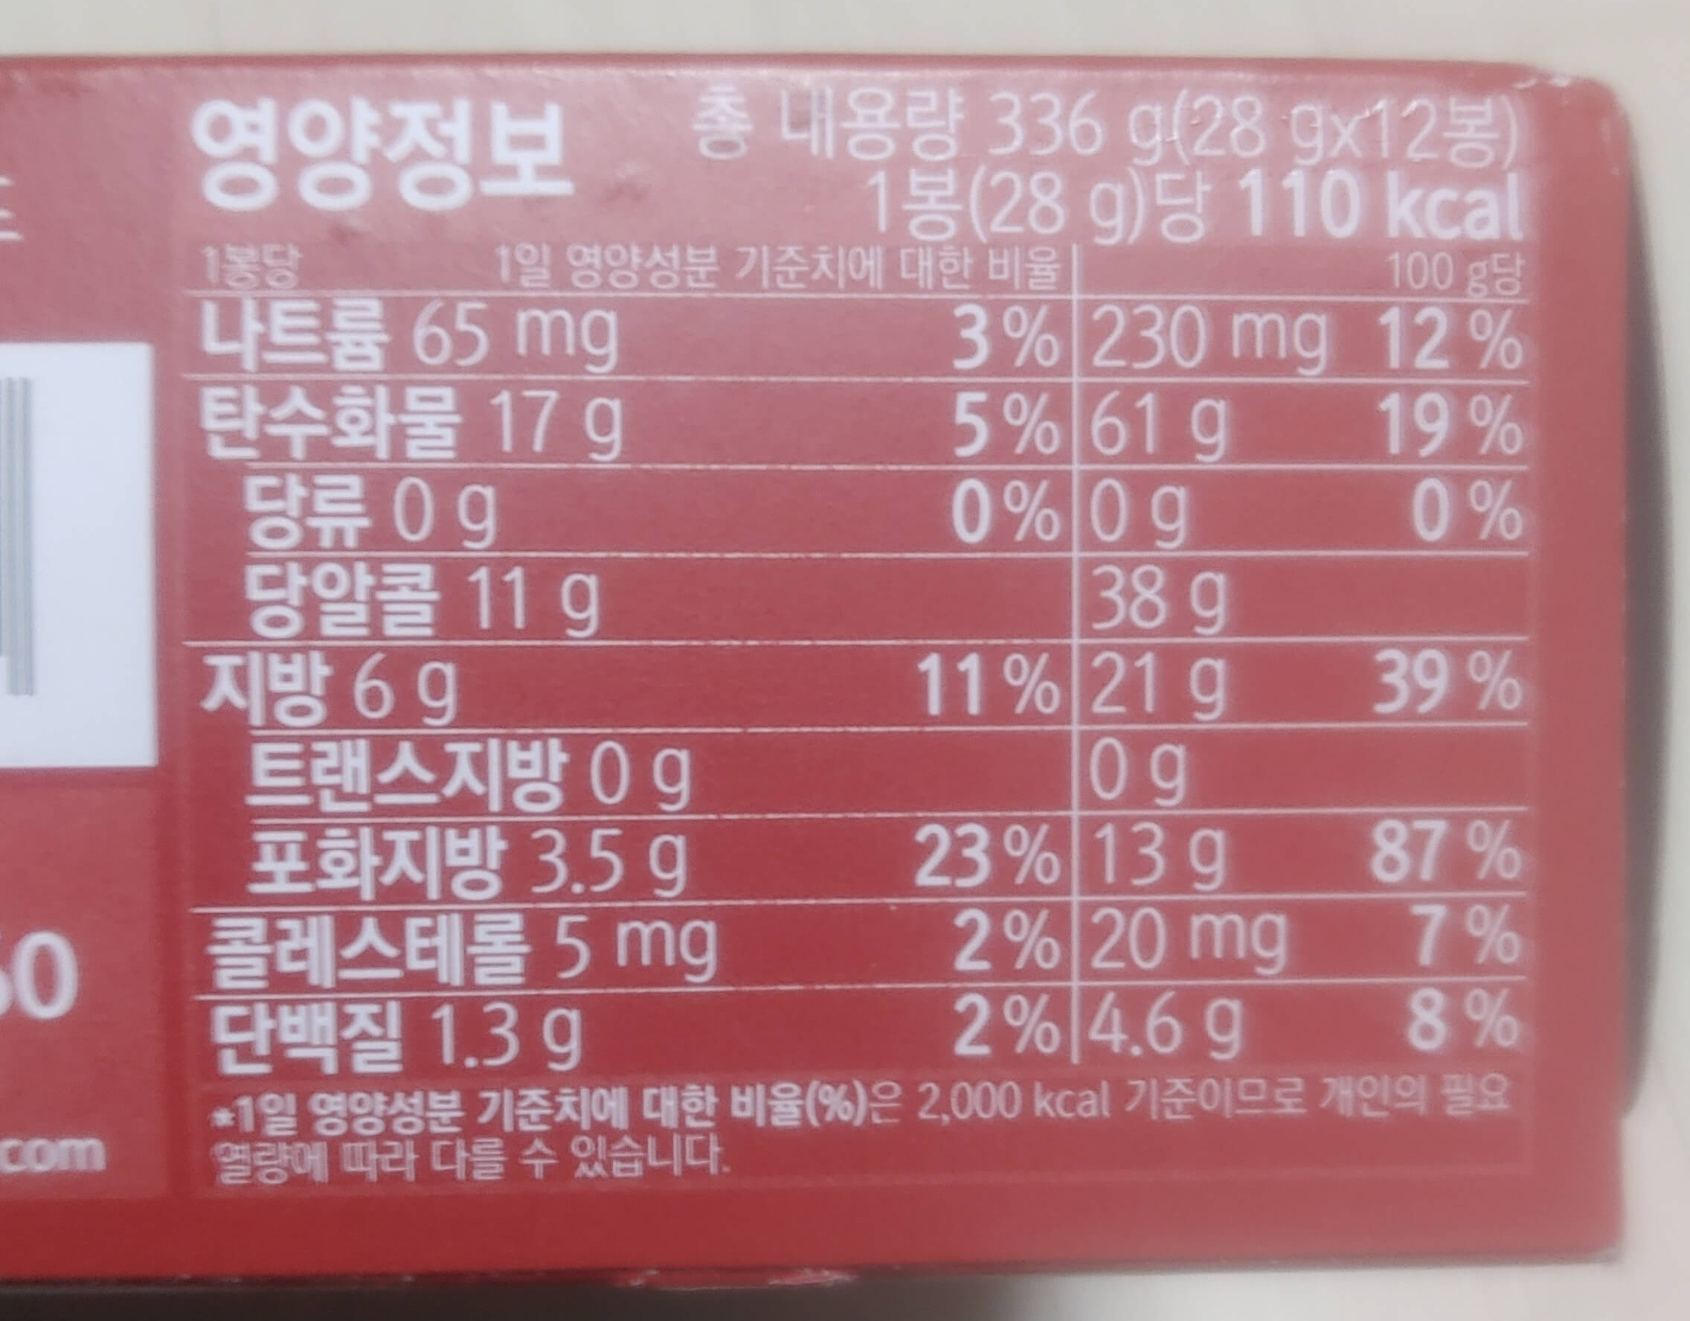 영양정보
총 내용량 336 g(28 gx12봉)
1봉(28 g)당 110 kcal
1봉당 1일 영양성분 기준치에 대한 비율 100 g당
나트륨 65 mg 3% 230 mg 12%
탄수화물 17 g 5% 61 g 19%
당류 0 g 0% 0 g 0%
당알콜 11 g 38 g
지방 6 g 11% 21 g 39%
트랜스지방 0 g 0 g
포화지방 3.5 g 23% 13 g 87%
콜레스테롤 5 mg 2% 20 mg 7%
단백질 1.3 g 2% 4.6 g 8%
*1일 영양성분 기준치에 대한 비율(%)은 2,000 kcal 기준이므로 개인의 필요
열량에 따라 다를 수 있습니다.
com